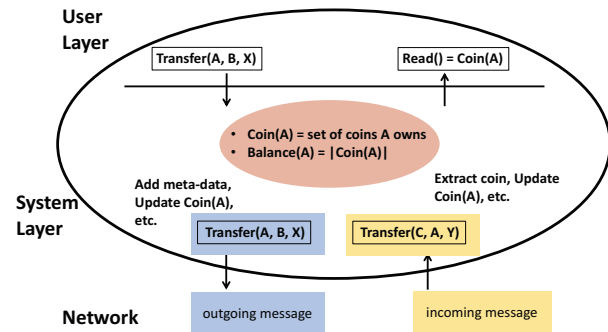 User
Layer
Transfer(A, B, X)
Read() = Coin(A)
• Coin(A) = set of coins A owns
• Balance(A) = |Coin(A)|
Add meta-data,
Update Coin(A),
etc.
Extract coin, Update
Coin(A), etc.
System
Layer
Transfer(A, B, X)
Transfer(C, A, Y)
Network
outgoing message
incoming message